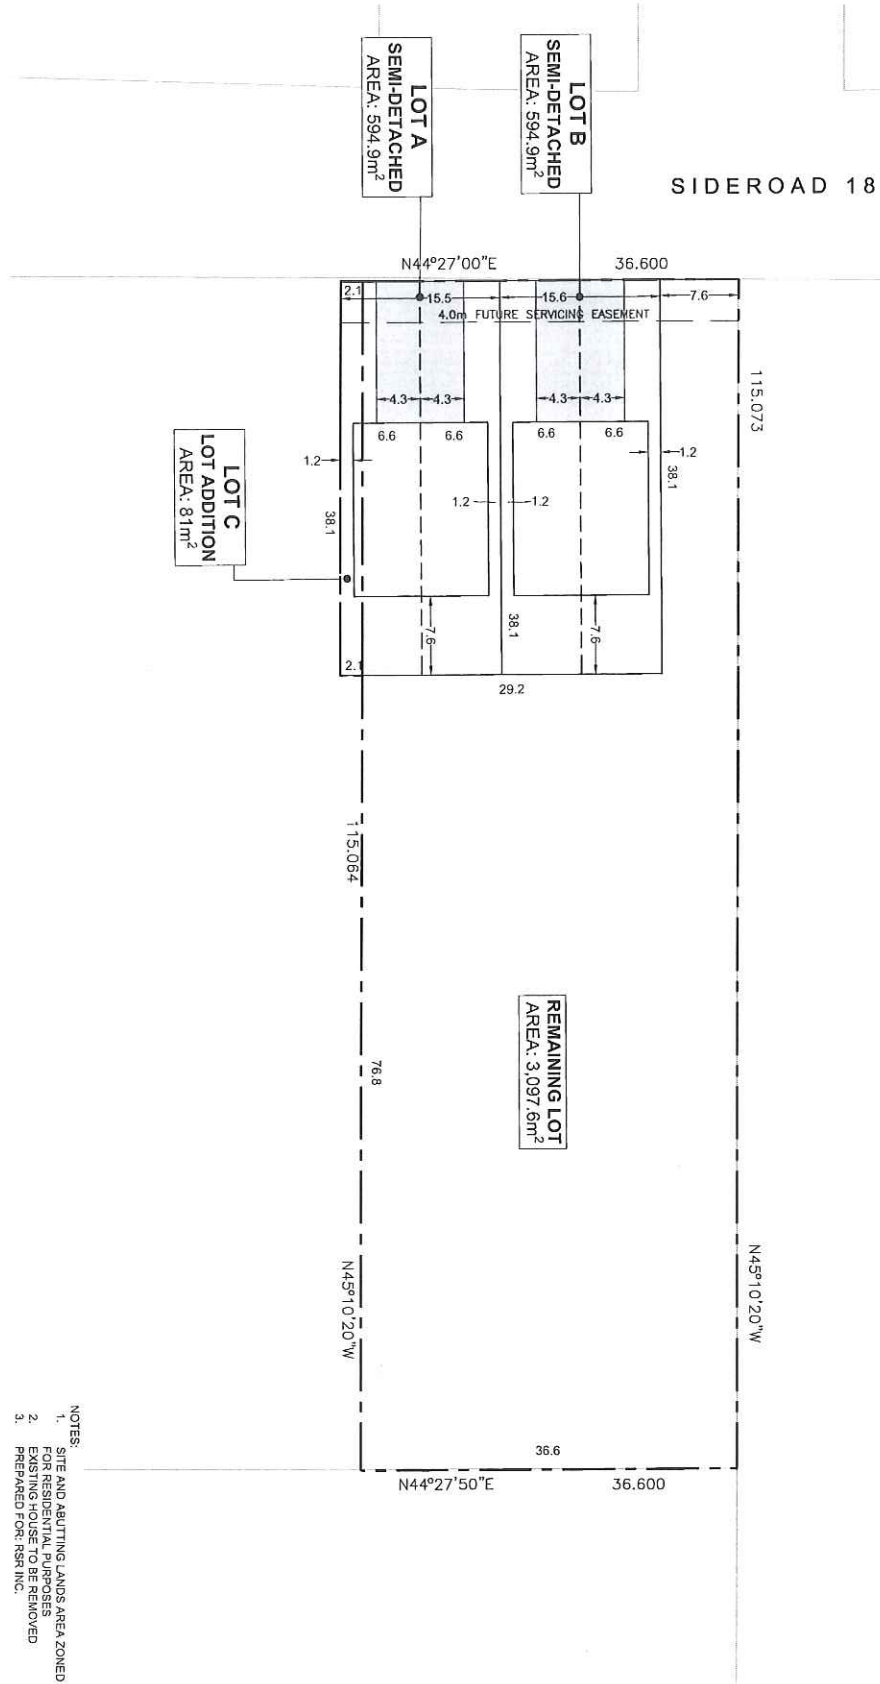 LOT A
SEMI-DETACHED
AREA: 594.9m²
LOT B
SEMI-DETACHED
AREA: 594.9m²
SIDEROAD 18
N44°27'00"E
36.600
2.1
15.5
15.6
7.6
4.0m FUTURE SERVICING EASEMENT
115.073
4.3
4.3
4.3
4.3
6.6
6.6
6.6
6.6
1.2
1.2
38.1
LOT C
LOT ADDITION
AREA: 81m²
1.2
1.2
38.1
38.1
7.6
7.6
2.1
29.2
115.064
REMAINING LOT
AREA: 3,097.6m²
76.8
N45°10'20"W
N45°10'20"W
36.6
N44°27'50"E
36.600
NOTES:
1. SITE AND ABUTTING LANDS AREA ZONED
FOR RESIDENTIAL PURPOSES
2. EXISTING HOUSE TO BE REMOVED
3. PREPARED FOR: RSR INC.